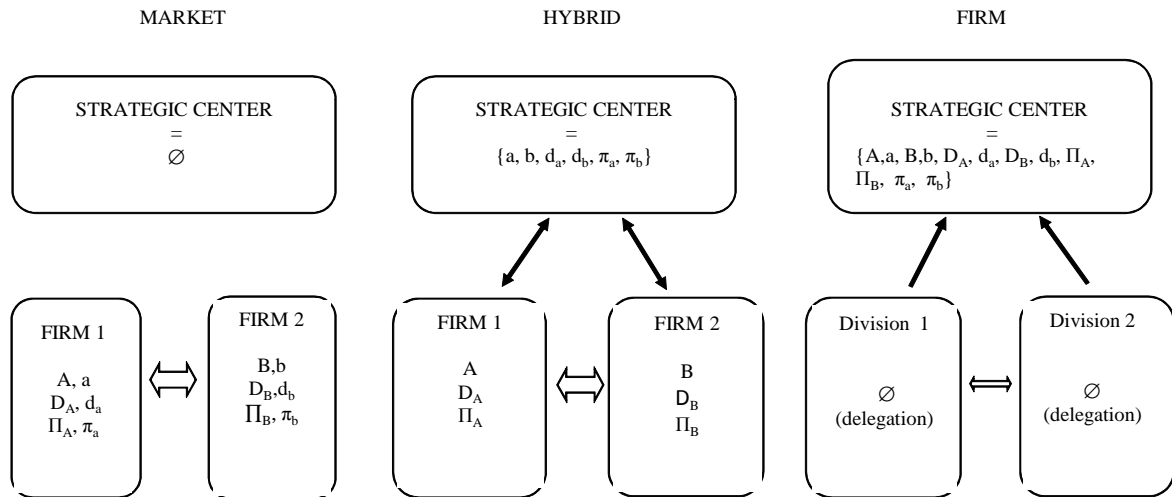 MARKET
STRATEGIC CENTER
=
∅
FIRM 1
A, a
D_A, d_a
Π_A, π_a
FIRM 2
B,b
D_B,d_b
Π_B, π_b
HYBRID
STRATEGIC CENTER
=
{a, b, d_a, d_b, π_a, π_b}
FIRM 1
A
D_A
Π_A
FIRM 2
B
D_B
Π_B
FIRM
STRATEGIC CENTER
=
{A,a, B,b, D_A, d_a, D_B, d_b, Π_A,
Π_B, π_a, π_b}
Division 1
∅
(delegation)
Division 2
∅
(delegation)